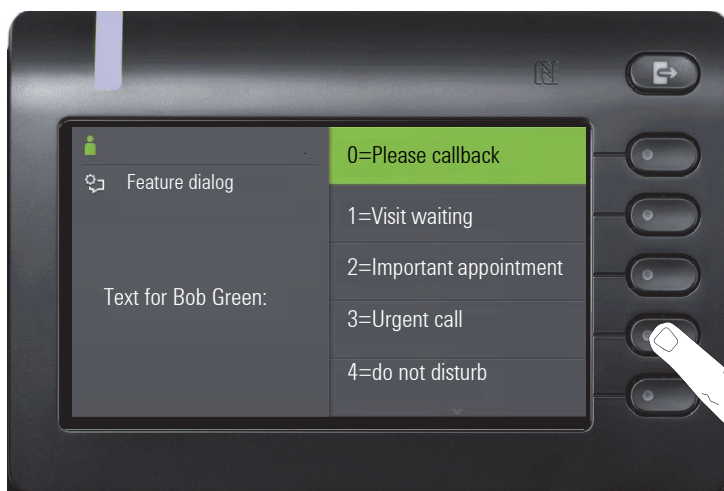 Feature dialog
Text for Bob Green:
0=Please callback
1=Visit waiting
2=Important appointment
3=Urgent call
4=do not disturb